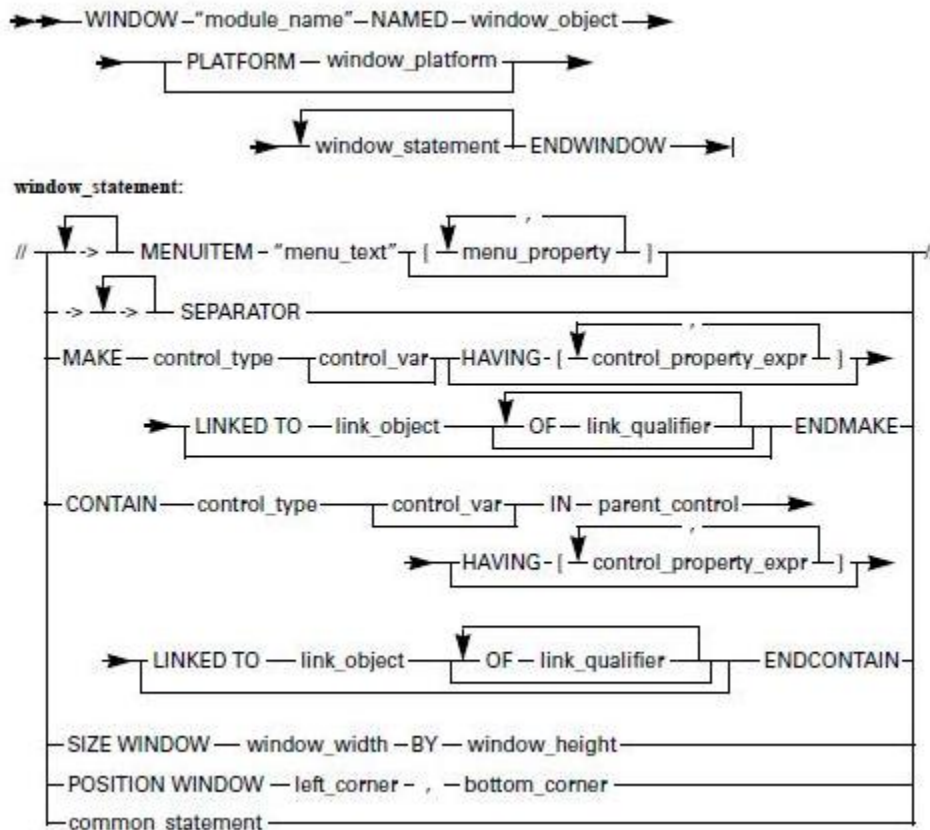 WINDOW "module_name" NAMED window_object
PLATFORM window_platform
window_statement ENDWINDOW
window_statement:
,
// -> MENUITEM "menu_text" [ menu_property ] /
-> -> SEPARATOR
,
MAKE control_type control_var HAVING [ control_property_expr ]
LINKED TO link_object OF link_qualifier ENDMAKE
CONTAIN control_type control_var IN parent_control
,
HAVING [ control_property_expr ]
LINKED TO link_object OF link_qualifier ENDCONTAIN
SIZE WINDOW window_width BY window_height
POSITION WINDOW left_corner , bottom_corner
common_statement